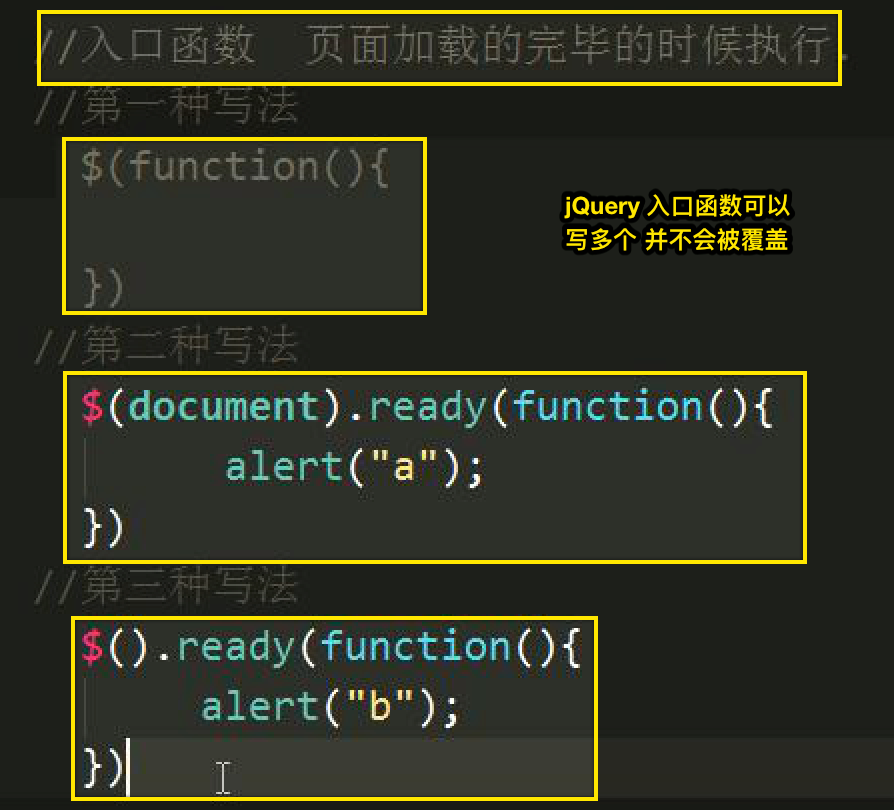 //入口函数  页面加载的完毕的时候执行.
//第一种写法
$(function(){
jQuery 入口函数可以
写多个 并不会被覆盖
})
//第二种写法
$(document).ready(function(){
alert("a");
})
//第三种写法
$().ready(function(){
alert("b");
})